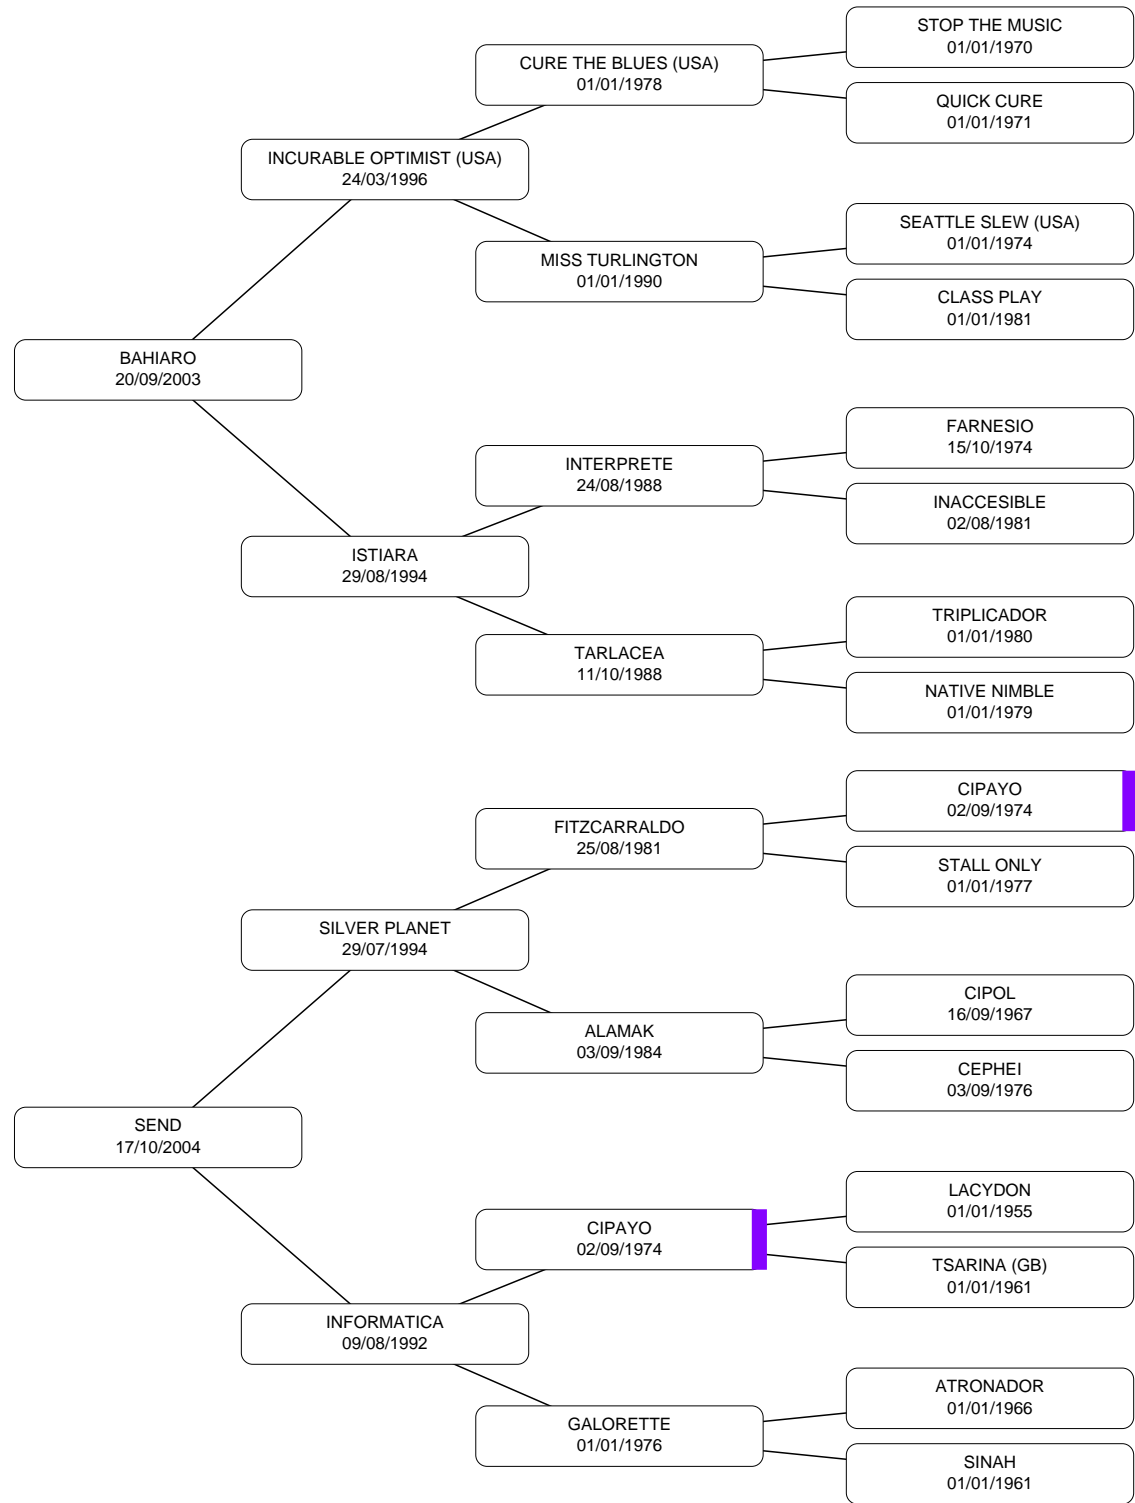 STOP THE MUSIC
01/01/1970
CURE THE BLUES (USA)
01/01/1978
QUICK CURE
01/01/1971
INCURABLE OPTIMIST (USA)
24/03/1996
SEATTLE SLEW (USA)
01/01/1974
MISS TURLINGTON
01/01/1990
CLASS PLAY
01/01/1981
BAHIARO
20/09/2003
FARNESIO
15/10/1974
INTERPRETE
24/08/1988
INACCESIBLE
02/08/1981
ISTIARA
29/08/1994
TRIPLICADOR
01/01/1980
TARLACEA
11/10/1988
NATIVE NIMBLE
01/01/1979
CIPAYO
02/09/1974
FITZCARRALDO
25/08/1981
STALL ONLY
01/01/1977
SILVER PLANET
29/07/1994
CIPOL
16/09/1967
ALAMAK
03/09/1984
CEPHEI
03/09/1976
SEND
17/10/2004
LACYDON
01/01/1955
CIPAYO
02/09/1974
TSARINA (GB)
01/01/1961
INFORMATICA
09/08/1992
ATRONADOR
01/01/1966
GALORETTE
01/01/1976
SINAH
01/01/1961